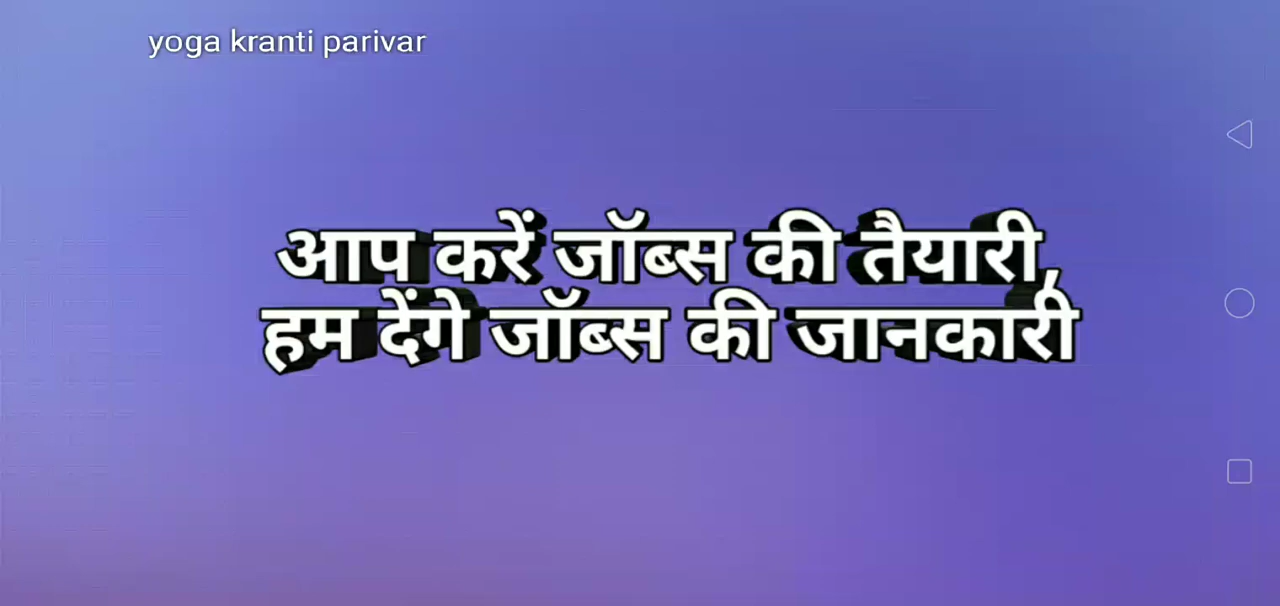 yoga kranti parivar
आप करें जॉब्स की तैयारी,
हम देंगे जॉब्स की जानकारी